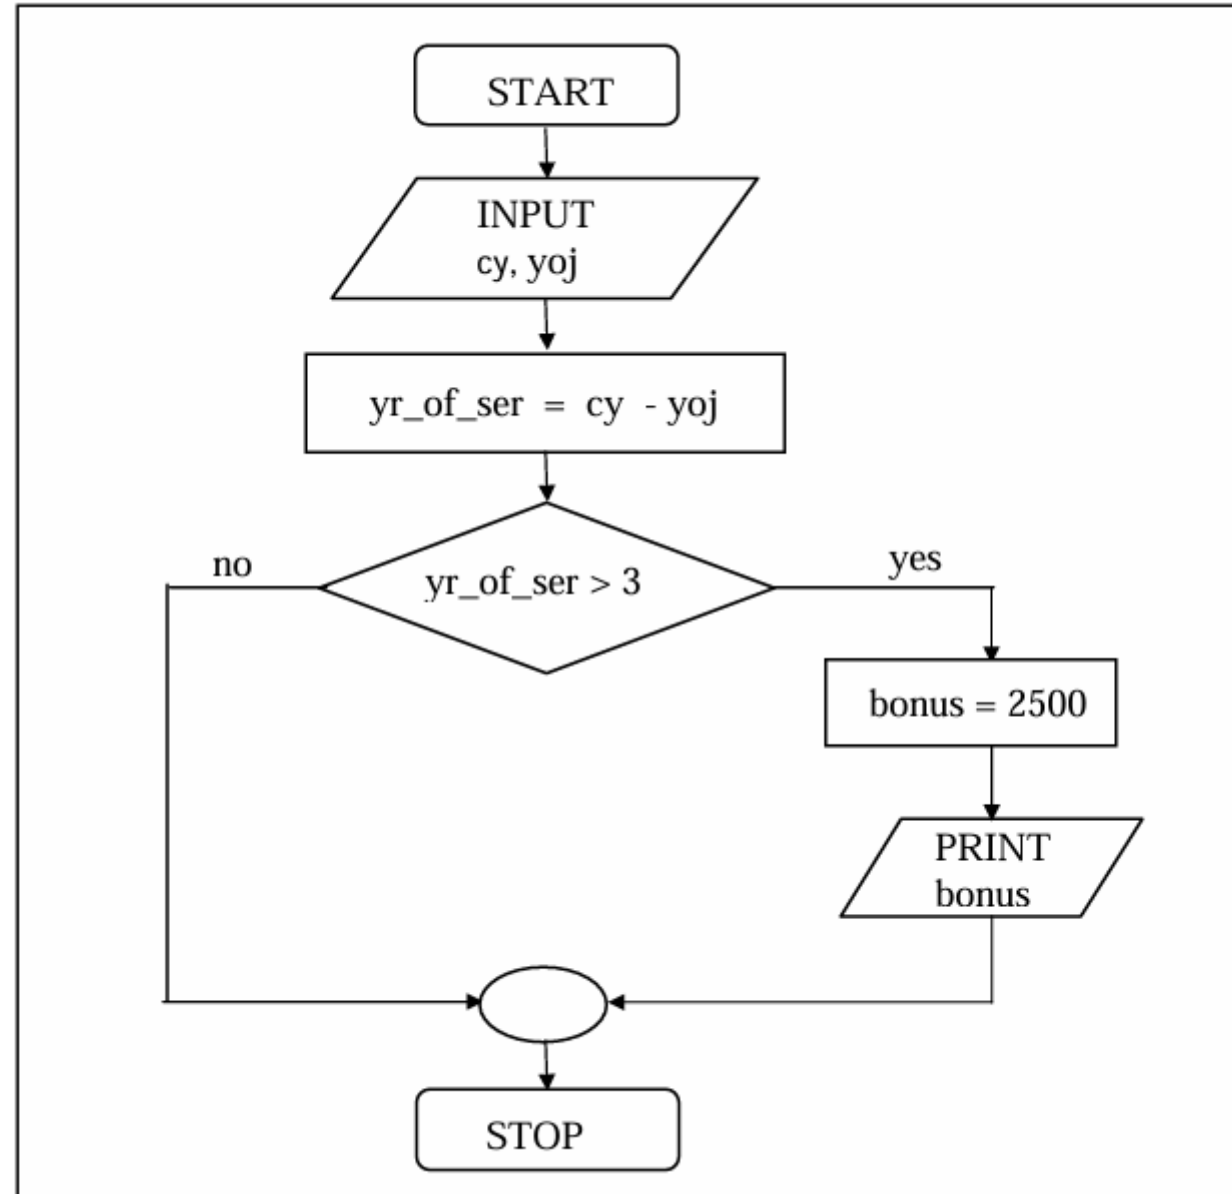 START
INPUT
cy, yoj
yr_of_ser = cy - yoj
no
yr_of_ser > 3
yes
bonus = 2500
PRINT
bonus
STOP